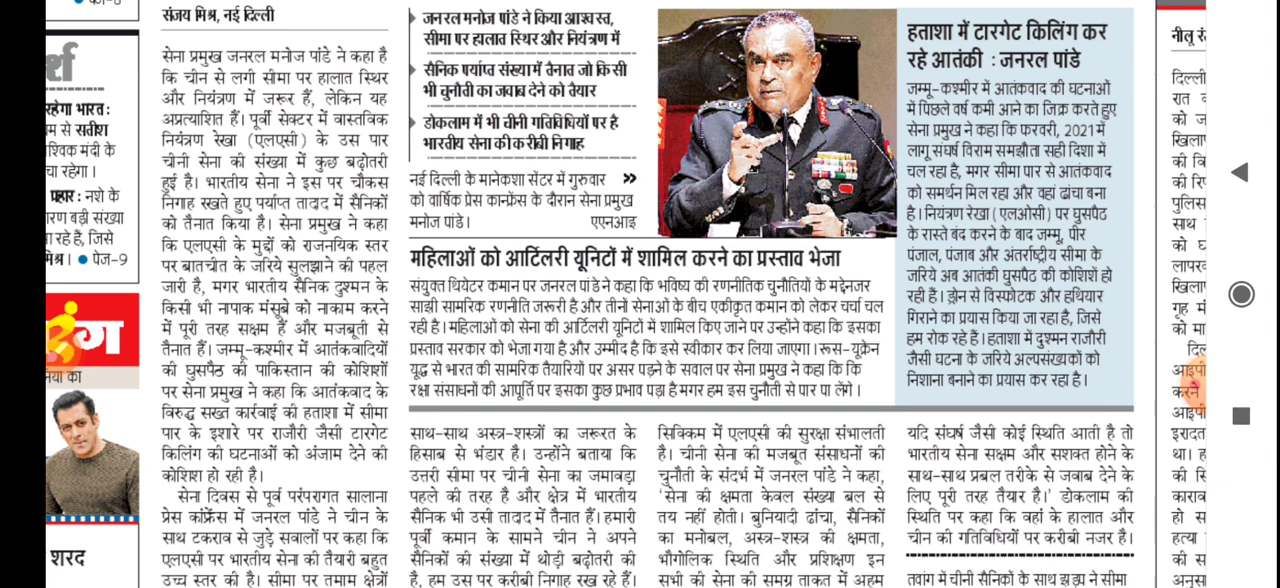 संजय मिश्र, नई दिल्ली
सेना प्रमुख जनरल मनोज पांडे ने कहा है
कि चीन से लगी सीमा पर हालात स्थिर
और नियंत्रण में जरूर हैं, लेकिन यह
अप्रत्याशित हैं। पूर्वी सेक्टर में वास्तविक
नियंत्रण रेखा (एलएसी) के उस पार
चीनी सेना की संख्या में कुछ बढ़ोतरी
हुई है। भारतीय सेना ने इस पर चौकस
निगाह रखते हुए पर्याप्त तादाद में सैनिकों
को तैनात किया है। सेना प्रमुख ने कहा
कि एलएसी के मुद्दों को राजनयिक स्तर
पर बातचीत के जरिये सुलझाने की पहल
जारी है, मगर भारतीय सैनिक दुश्मन के
किसी भी नापाक मंसूबे को नाकाम करने
में पूरी तरह सक्षम हैं और मजबूती से
तैनात हैं। जम्मू-कश्मीर में आतंकवादियों
की घुसपैठ की पाकिस्तान की कोशिशों
पर सेना प्रमुख ने कहा कि आतंकवाद के
विरुद्ध सख्त कार्रवाई की हताशा में सीमा
पार के इशारे पर राजौरी जैसी टारगेट
किलिंग की घटनाओं को अंजाम देने की
कोशिश हो रही है।
सेना दिवस से पूर्व परंपरागत सालाना
प्रेस कांफ्रेंस में जनरल पांडे ने चीन के
साथ टकराव से जुड़े सवालों पर कहा कि
एलएसी पर भारतीय सेना की तैयारी बहुत
उच्च स्तर की है। सीमा पर तमाम क्षेत्रों
जनरल मनोज पांडे ने किया आश्वस्त,
सीमा पर हालात स्थिर और नियंत्रण में
सैनिक पर्याप्त संख्या में तैनात जो किसी
भी चुनौती का जवाब देने को तैयार
डोकलाम में भी चीनी गतिविधियों पर है
भारतीय सेना की करीबी निगाह
नई दिल्ली के मानेकशा सेंटर में गुरुवार »
को वार्षिक प्रेस कान्फ्रेंस के दौरान सेना प्रमुख
मनोज पांडे। एएनआइ
महिलाओं को आर्टिलरी यूनिटों में शामिल करने का प्रस्ताव भेजा
संयुक्त थियेटर कमान पर जनरल पांडे ने कहा कि भविष्य की रणनीतिक चुनौतियों के मद्देनजर
साझी सामरिक रणनीति जरूरी है और तीनों सेनाओं के बीच एकीकृत कमान को लेकर चर्चा चल
रही है। महिलाओं को सेना की आर्टिलरी यूनिटों में शामिल किए जाने पर उन्होंने कहा कि इसका
प्रस्ताव सरकार को भेजा गया है और उम्मीद है कि इसे स्वीकार कर लिया जाएगा। रूस-यूक्रेन
युद्ध से भारत की सामरिक तैयारियों पर असर पड़ने के सवाल पर सेना प्रमुख ने कहा कि कि
रक्षा संसाधनों की आपूर्ति पर इसका कुछ प्रभाव पड़ा है मगर हम इस चुनौती से पार पा लेंगे।
हताशा में टारगेट किलिंग कर
रहे आतंकी : जनरल पांडे
जम्मू-कश्मीर में आतंकवाद की घटनाओं
में पिछले वर्ष कमी आने का जिक्र करते हुए
सेना प्रमुख ने कहा कि फरवरी, 2021 में
लागू संघर्ष विराम समझौता सही दिशा में
चल रहा है, मगर सीमा पार से आतंकवाद
को समर्थन मिल रहा और वहां ढांचा बना
है। नियंत्रण रेखा (एलओसी) पर घुसपैठ
के रास्ते बंद करने के बाद जम्मू, पीर
पंजाल, पंजाब और अंतर्राष्ट्रीय सीमा के
जरिये अब आतंकी घुसपैठ की कोशिशें हो
रही हैं। ड्रोन से विस्फोटक और हथियार
गिराने का प्रयास किया जा रहा है, जिसे
हम रोक रहे हैं। हताशा में दुश्मन राजौरी
जैसी घटना के जरिये अल्पसंख्यकों को
निशाना बनाने का प्रयास कर रहा है।
साथ-साथ अस्त्र-शस्त्रों का जरूरत के
हिसाब से भंडार है। उन्होंने बताया कि
उत्तरी सीमा पर चीनी सेना का जमावड़ा
पहले की तरह है और क्षेत्र में भारतीय
सैनिक भी उसी तादाद में तैनात हैं। हमारी
पूर्वी कमान के सामने चीन ने अपने
सैनिकों की संख्या में थोड़ी बढ़ोतरी की
है, हम उस पर करीबी निगाह रख रहे हैं।
सिक्किम में एलएसी की सुरक्षा संभालती
है। चीनी सेना की मजबूत संसाधनों की
चुनौती के संदर्भ में जनरल पांडे ने कहा,
'सेना की क्षमता केवल संख्या बल से
तय नहीं होती। बुनियादी ढांचा, सैनिकों
का मनोबल, अस्त्र-शस्त्र की क्षमता,
भौगोलिक स्थिति और प्रशिक्षण इन
सभी की सेना की समग्र ताकत में अहम
यदि संघर्ष जैसी कोई स्थिति आती है तो
भारतीय सेना सक्षम और सशक्त होने के
साथ-साथ प्रबल तरीके से जवाब देने के
लिए पूरी तरह तैयार है।' डोकलाम की
स्थिति पर कहा कि वहां के हालात और
चीन की गतिविधियों पर करीबी नजर है।
तवांग में चीनी सैनिकों के साथ झड़प ने सीमा
रहेगा भारत :
म से सतीश
श्विक मंदी के
चा रहेगा।
प्रहार : नशे के
रण बड़ी संख्या
रहे हैं, जिसे
मिश्र। ● पेज-9
शरद
नीलू
दिल्ली
रात
को ज
खिला
की
की रि
पुलिस
साथ
को
लापर
खिला
गृह मं
को मा
दिल
करने
आइपी
इरादत
था। ह
की सि
काराव
हो स
हत्या
की स
अनुसा